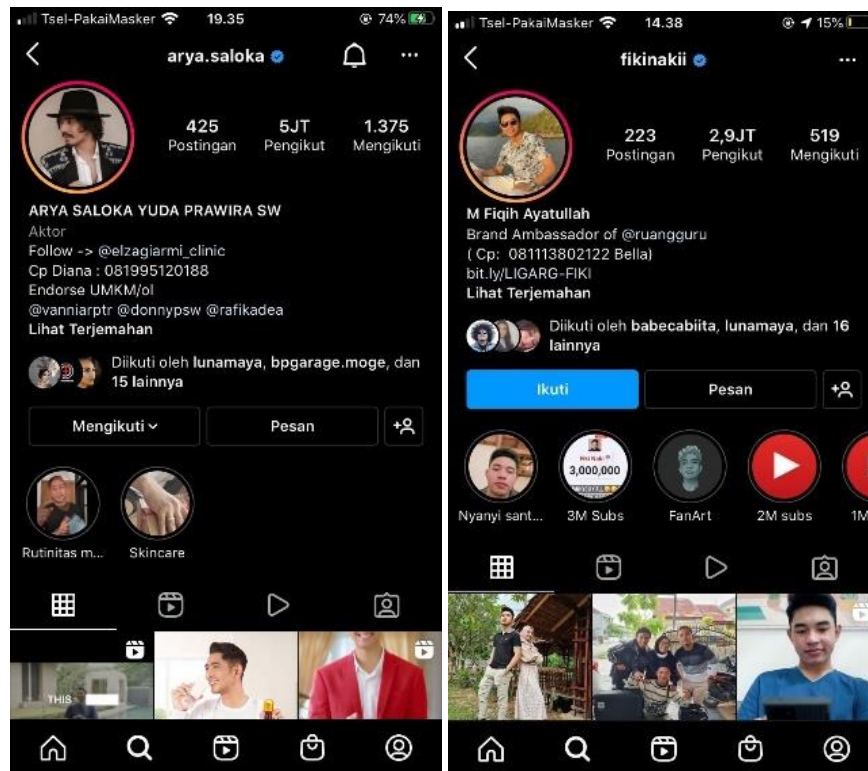 Tsel-PakaiMasker 19.35 74%
arya.saloka
425 5JT 1.375
Postingan Pengikut Mengikuti
ARYA SALOKA YUDA PRAWIRA SW
Aktor
Follow -> @elzagiarmi_clinic
Cp Diana : 081995120188
Endorse UMKM/ol
@vanniarptr @donnypsw @rafikadea
Lihat Terjemahan
Diikuti oleh lunamaya, bpgarage.moge, dan
15 lainnya
Mengikuti Pesan
Rutinitas m... Skincare
THIS
Tsel-PakaiMasker 14.38 15%
fikinakii
223 2,9JT 519
Postingan Pengikut Mengikuti
M Fiqih Ayatullah
Brand Ambassador of @ruangguru
( Cp: 081113802122 Bella)
bit.ly/LIGARG-FIKI
Lihat Terjemahan
Diikuti oleh babecabiita, lunamaya, dan 16
lainnya
Ikuti Pesan
3,000,000
Nyanyi sant... 3M Subs FanArt 2M subs 1M